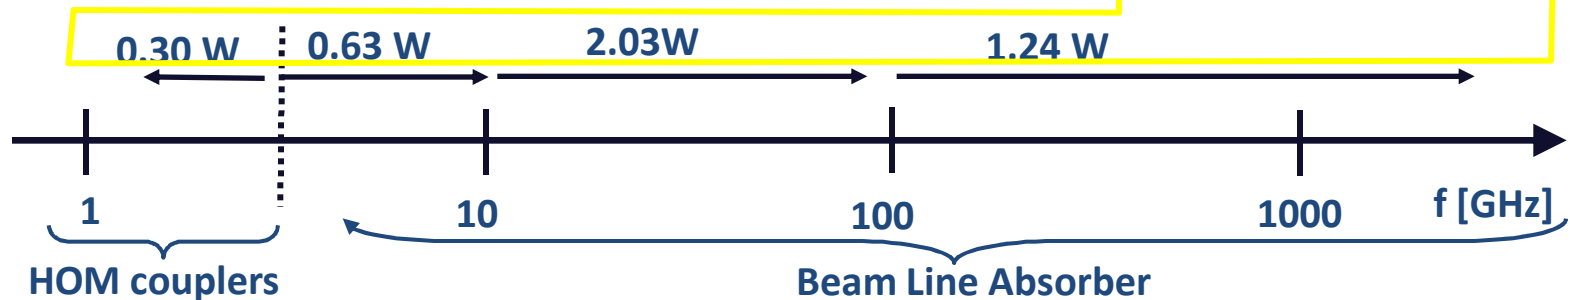 0.30 W 0.63 W 2.03W 1.24 W
1 10 100 1000 f [GHz]
HOM couplers Beam Line Absorber